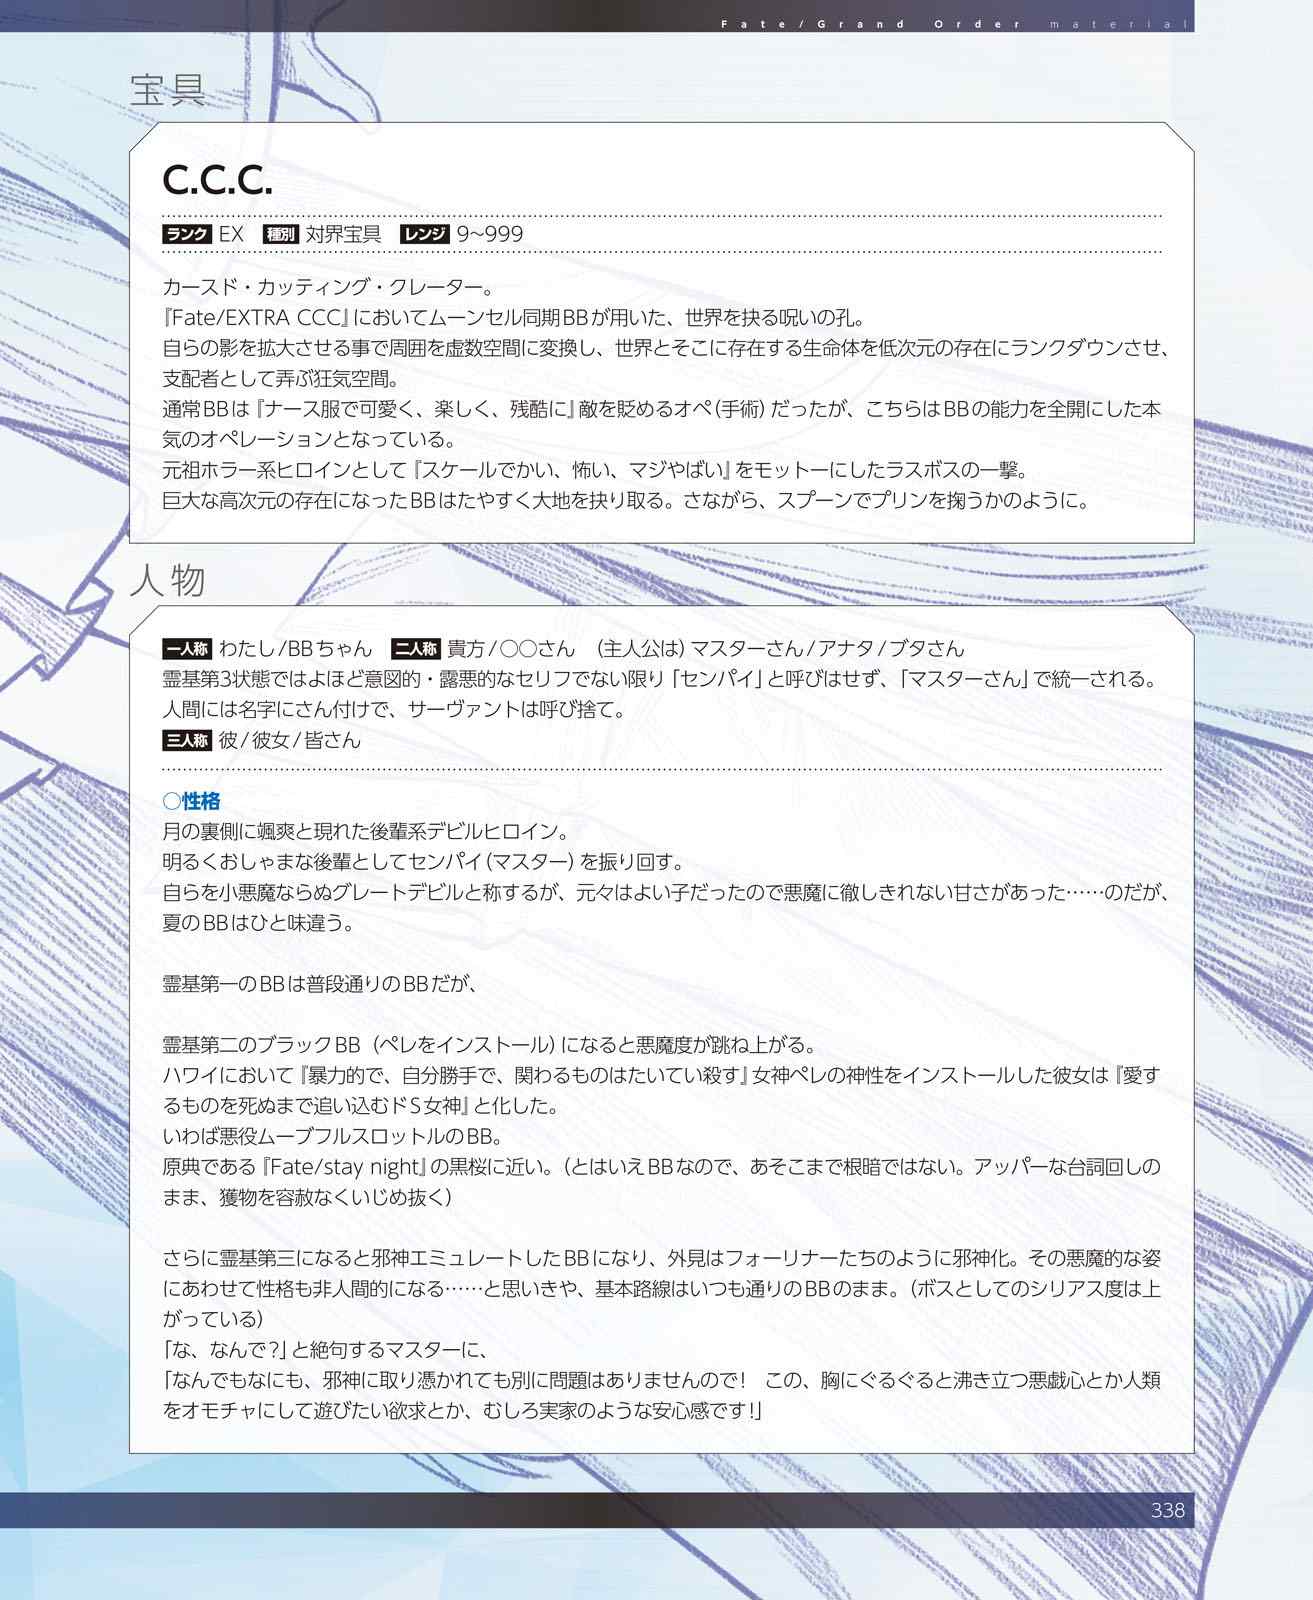 Fate/Grand Order material
宝具
C.C.C.
ランク EX 種別 対界宝具 レンジ 9~999
カースド・カッティング・クレーター。
『Fate/EXTRA CCC』においてムーンセル同期BBが用いた、世界を抉る呪いの孔。
自らの影を拡大させる事で周囲を虚数空間に変換し、世界とそこに存在する生命体を低次元の存在にランクダウンさせ、
支配者として弄ぶ狂気空間。
通常BBは『ナース服で可愛く、楽しく、残酷に』敵を貶めるオペ(手術)だったが、こちらはBBの能力を全開にした本
気のオペレーションとなっている。
元祖ホラー系ヒロインとして『スケールでかい、怖い、マジやばい』をモットーにしたラスボスの一撃。
巨大な高次元の存在になったBBはたやすく大地を抉り取る。さながら、スプーンでプリンを掬うかのように。
人物
一人称 わたし/BBちゃん 二人称 貴方/○○さん (主人公は)マスターさん/アナタ/ブタさん
霊基第3状態ではよほど意図的・露悪的なセリフでない限り「センパイ」と呼びはせず、「マスターさん」で統一される。
人間には名字にさん付けで、サーヴァントは呼び捨て。
三人称 彼/彼女/皆さん
○性格
月の裏側に颯爽と現れた後輩系デビルヒロイン。
明るくおしゃまな後輩としてセンパイ(マスター)を振り回す。
自らを小悪魔ならぬグレートデビルと称するが、元々はよい子だったので悪魔に徹しきれない甘さがあった……のだが、
夏のBBはひと味違う。
霊基第一のBBは普段通りのBBだが、
霊基第二のブラックBB(ペレをインストール)になると悪魔度が跳ね上がる。
ハワイにおいて『暴力的で、自分勝手で、関わるものはたいてい殺す』女神ペレの神性をインストールした彼女は『愛す
るものを死ぬまで追い込むドS女神』と化した。
いわば悪役ムーブフルスロットルのBB。
原典である『Fate/stay night』の黒桜に近い。(とはいえBBなので、あそこまで根暗ではない。アッパーな台詞回しの
まま、獲物を容赦なくいじめ抜く)
さらに霊基第三になると邪神エミュレートしたBBになり、外見はフォーリナーたちのように邪神化。その悪魔的な姿
にあわせて性格も非人間的になる……と思いきや、基本路線はいつも通りのBBのまま。(ボスとしてのシリアス度は上
がっている)
「な、なんで?」と絶句するマスターに、
「なんでもなにも、邪神に取り憑かれても別に問題はありませんので! この、胸にぐるぐると沸き立つ悪戯心とか人類
をオモチャにして遊びたい欲求とか、むしろ実家のような安心感です!」
338